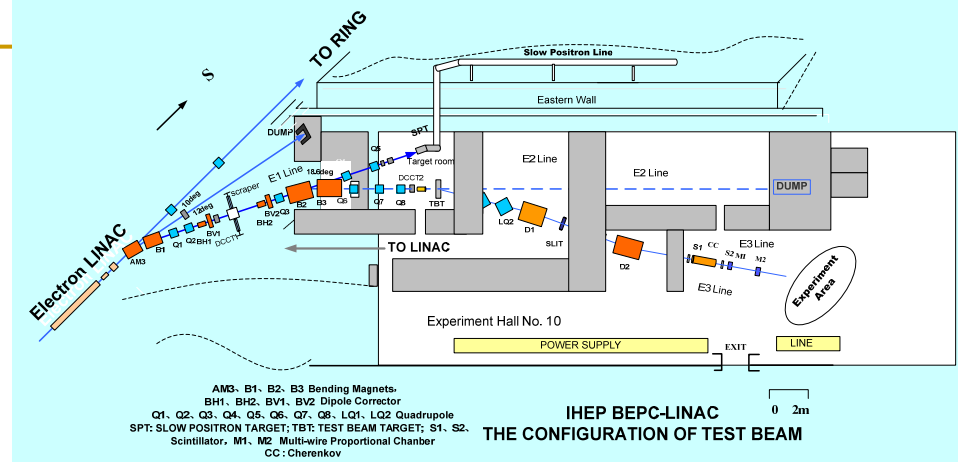 TO RING
S
Slow Positron Line
Eastern Wall
DUMP
SPT
Q5
Target room
E1 Line
18.6deg
E2 Line
E2 Line
DUMP
scraper
10deg
12deg
B2
B3
Q6
Q7
Q8
DCCT2
TBT
BV2
Q3
BH2
BV1
DCCT1
BH1
Q2
Q1
B1
AM3
Electron LINAC
LQ2
D1
SLIT
TO LINAC
D2
S1
CC
S2
MI
M2
E3 Line
E3 Line
Experiment
Area
Experiment Hall No. 10
POWER SUPPLY
EXIT
LINE
AM3、B1、B2、B3 Bending Magnets,
BH1、BH2、BV1、BV2 Dipole Corrector
Q1、Q2、Q3、Q4、Q5、Q6、Q7、Q8、LQ1、LQ2 Quadrupole
SPT: SLOW POSITRON TARGET; TBT: TEST BEAM TARGET; S1、S2、
Scintillator, M1、M2 Multi-wire Proportional Chanber
CC : Cherenkov
IHEP BEPC-LINAC
THE CONFIGURATION OF TEST BEAM
0 2m